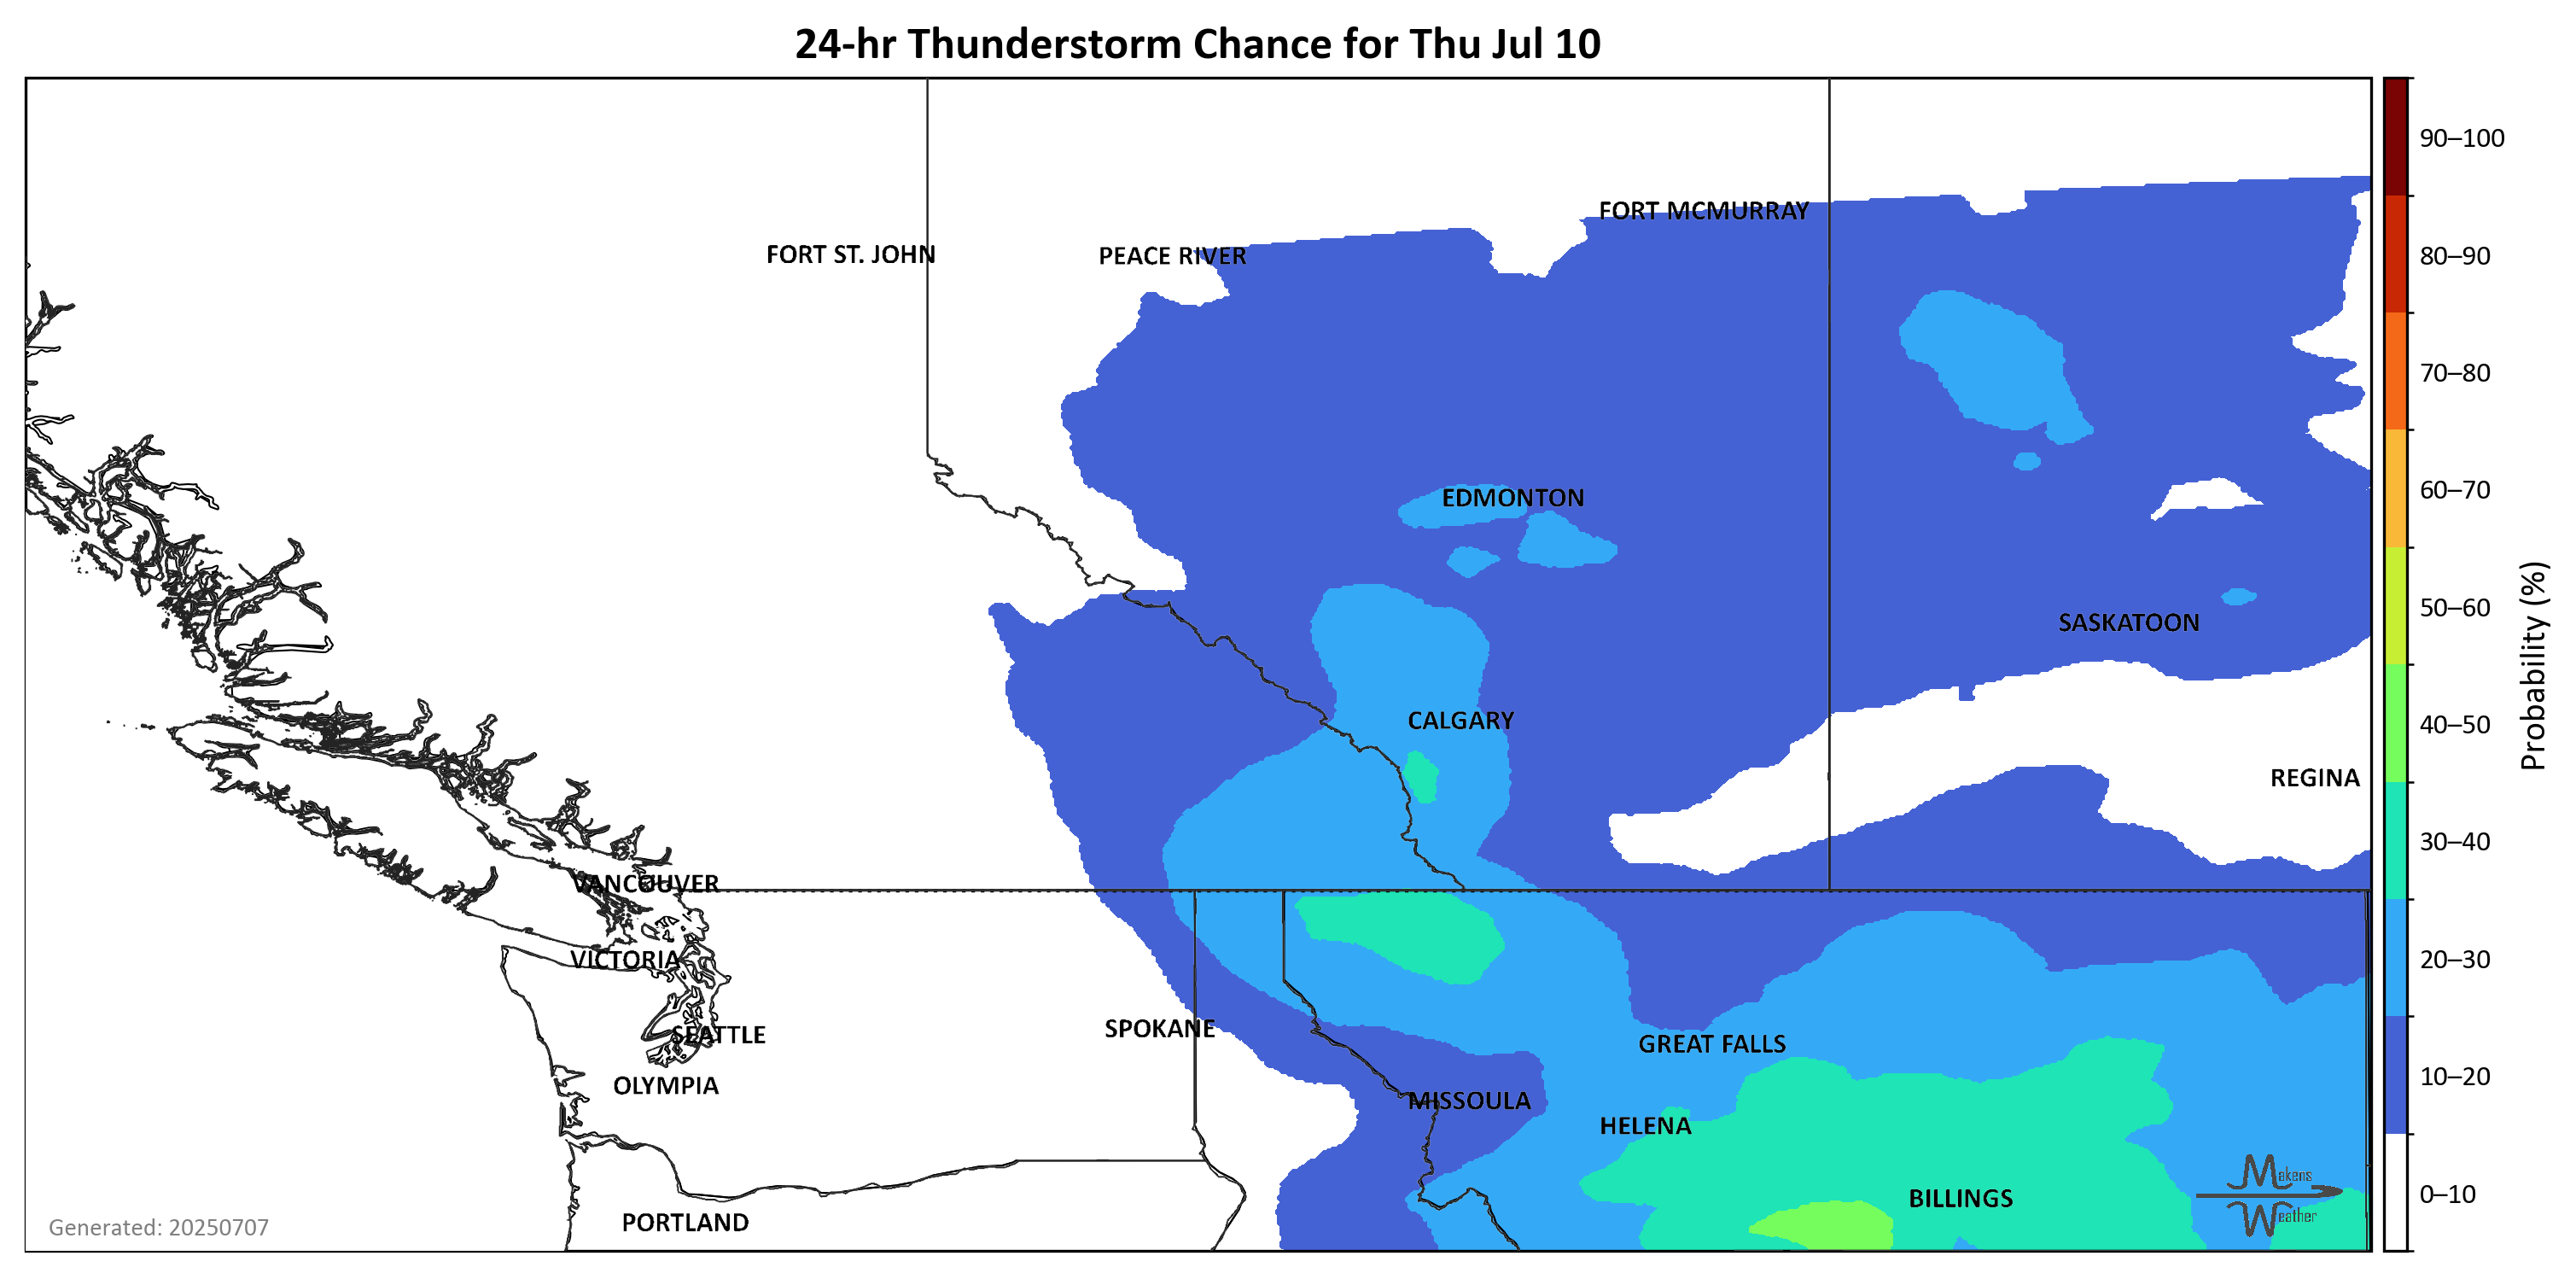 24-hr Thunderstorm Chance for Thu Jul 10
90–100
FORT MCMURRAY
FORT ST. JOHN
PEACE RIVER
80–90
70–80
60–70
EDMONTON
50–60
SASKATOON
Probability (%)
CALGARY
40–50
REGINA
30–40
VANCOUVER
VICTORIA
20–30
SPOKANE
SEATTLE
GREAT FALLS
10–20
OLYMPIA
MISSOULA
HELENA
Makens
Weather
0–10
BILLINGS
PORTLAND
Generated: 20250707